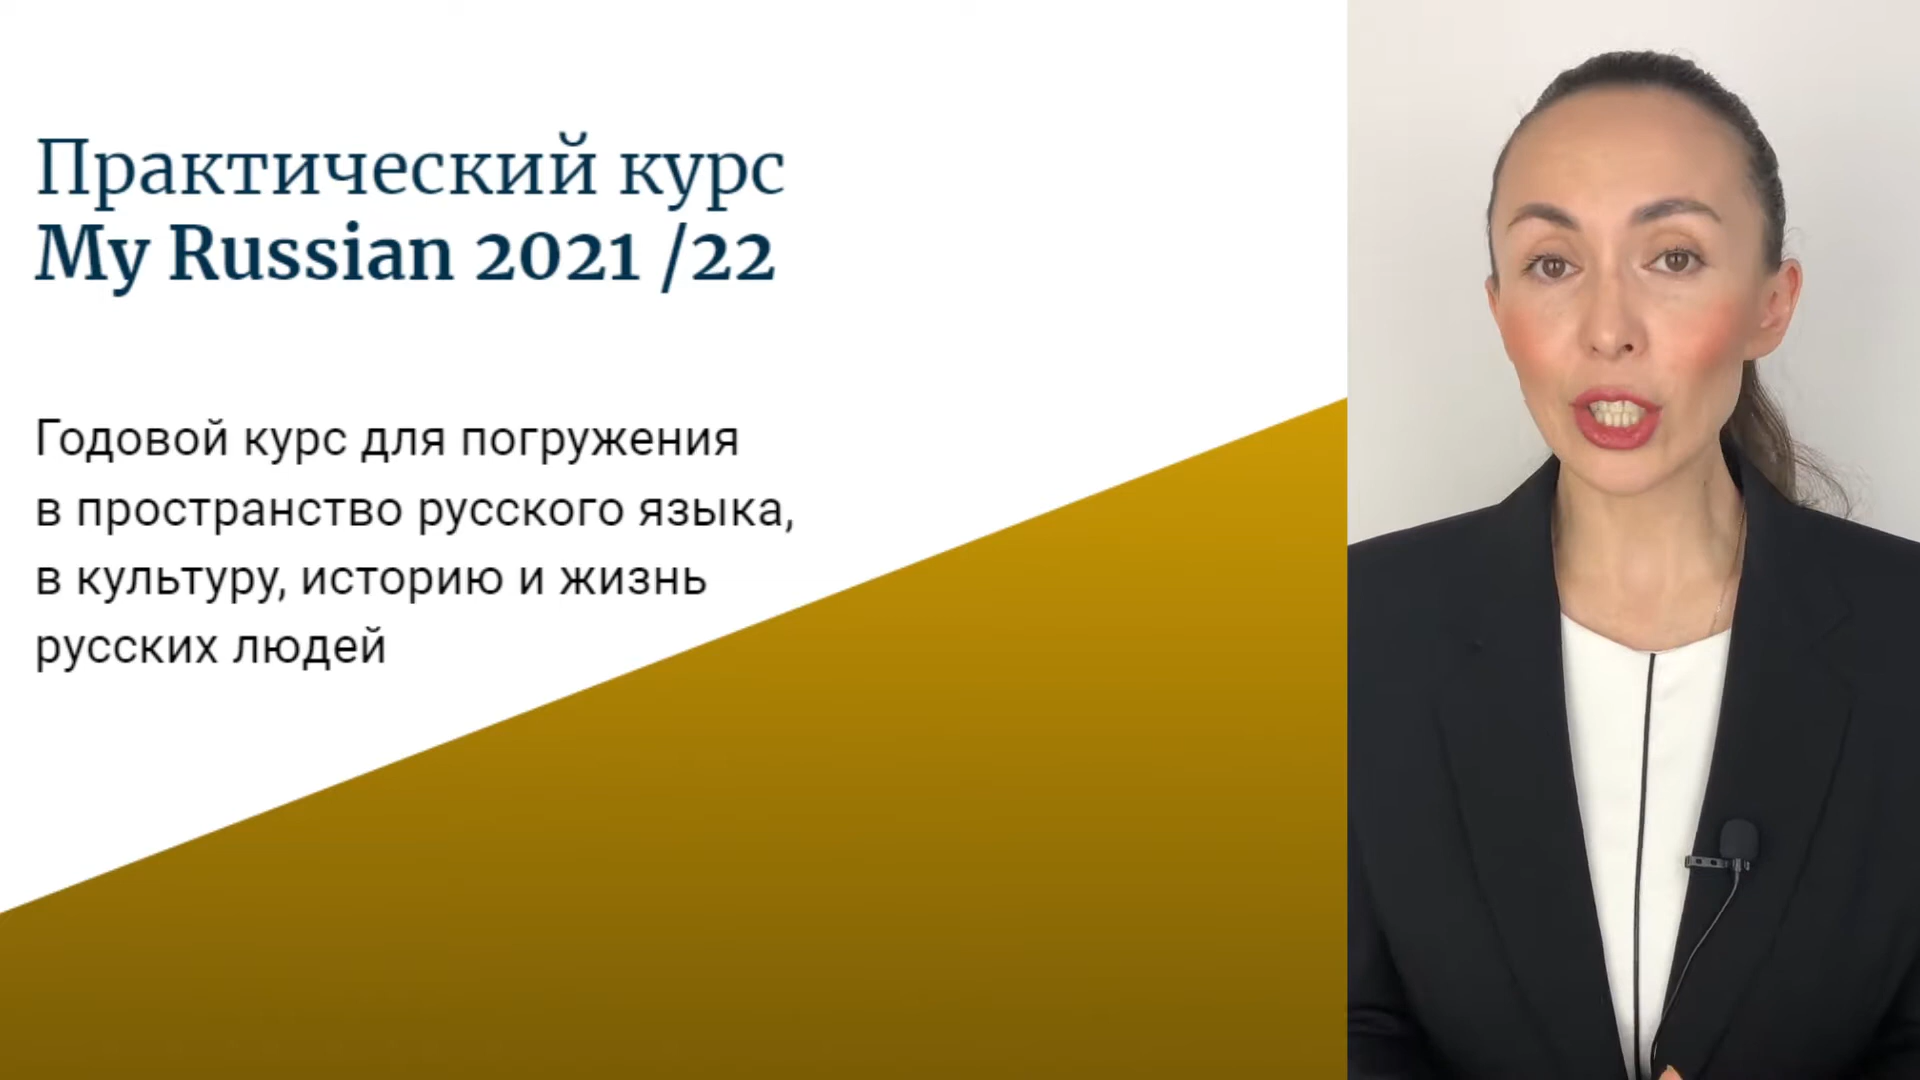 Практический курс
My Russian 2021 /22
Годовой курс для погружения
в пространство русского языка,
в культуру, историю и жизнь
русских людей